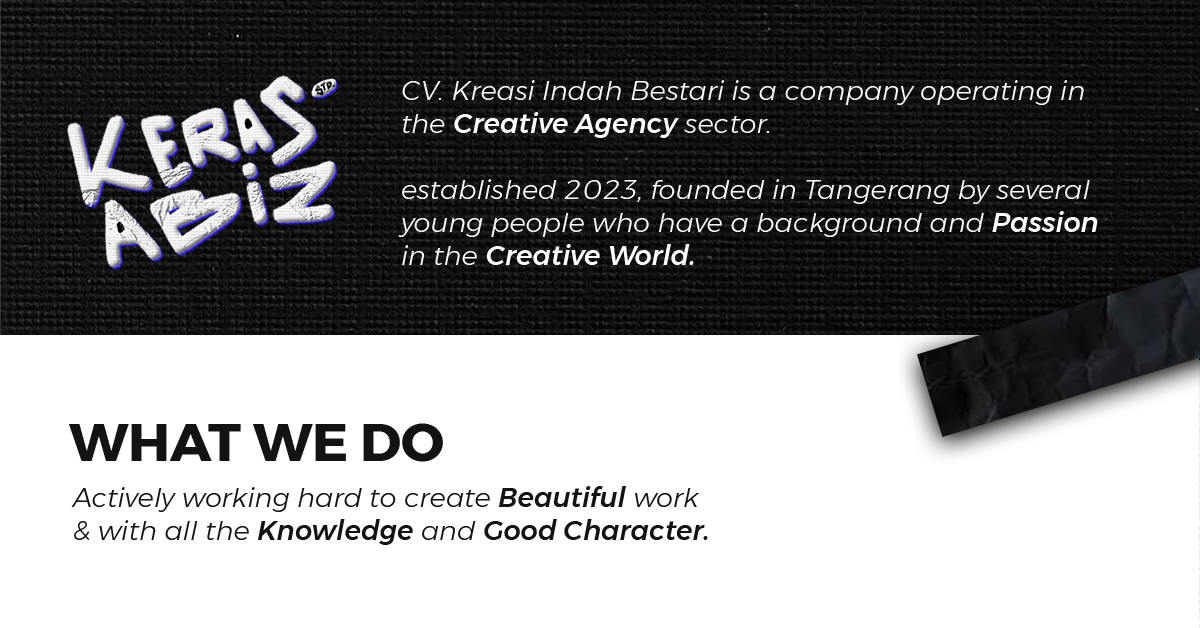 KERAS STD.
ABIZ
CV. Kreasi Indah Bestari is a company operating in
the Creative Agency sector.
established 2023, founded in Tangerang by several
young people who have a background and Passion
in the Creative World.
WHAT WE DO
Actively working hard to create Beautiful work
& with all the Knowledge and Good Character.